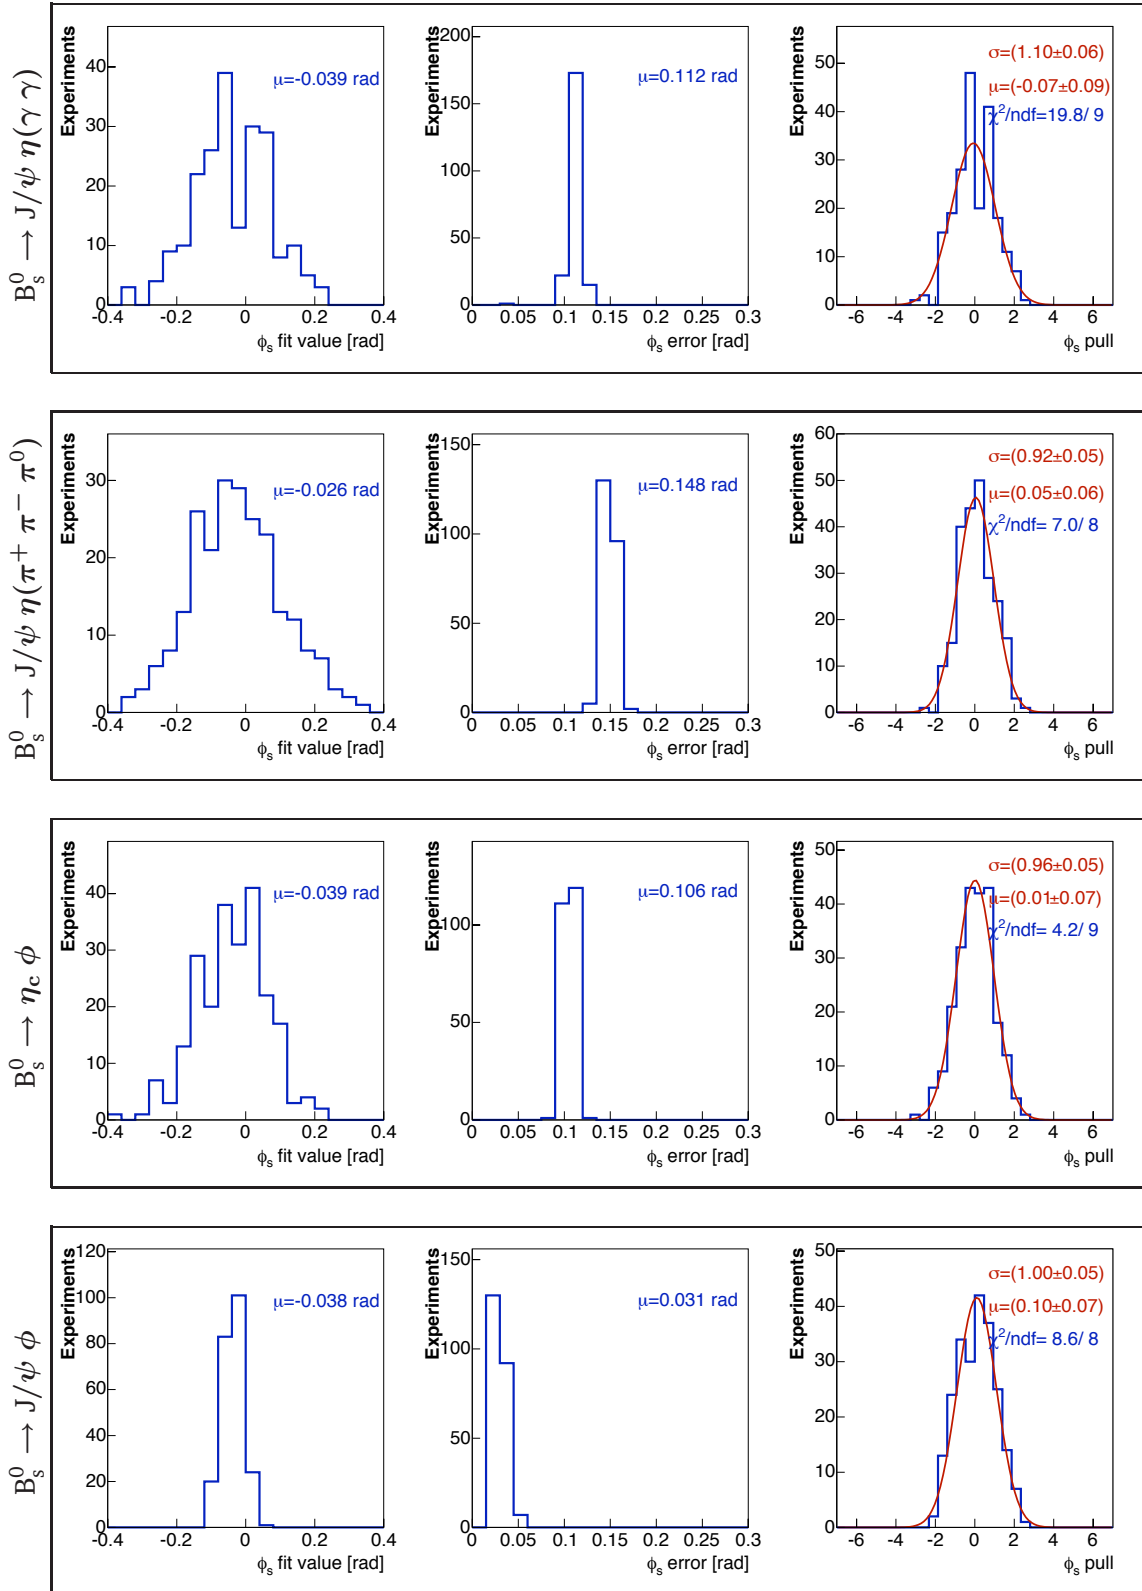 B⁰ₛ → J/ψ η(γ γ)
Experiments
40
30
20
10
0
-0.4 -0.2 0 0.2 0.4
ϕₛ fit value [rad]
μ=-0.039 rad
Experiments
200
150
100
50
0
0 0.05 0.1 0.15 0.2 0.25 0.3
ϕₛ error [rad]
μ=0.112 rad
Experiments
50
40
30
20
10
0
-6 -4 -2 0 2 4 6
ϕₛ pull
σ=(1.10±0.06)
μ=(-0.07±0.09)
χ²/ndf=19.8/ 9
B⁰ₛ → J/ψ η(π⁺ π⁻ π⁰)
Experiments
30
20
10
0
-0.4 -0.2 0 0.2 0.4
ϕₛ fit value [rad]
μ=-0.026 rad
Experiments
150
100
50
0
0 0.05 0.1 0.15 0.2 0.25 0.3
ϕₛ error [rad]
μ=0.148 rad
Experiments
60
50
40
30
20
10
0
-6 -4 -2 0 2 4 6
ϕₛ pull
σ=(0.92±0.05)
μ=(0.05±0.06)
χ²/ndf= 7.0/ 8
B⁰ₛ → η_c ϕ
Experiments
40
30
20
10
0
-0.4 -0.2 0 0.2 0.4
ϕₛ fit value [rad]
μ=-0.039 rad
Experiments
100
50
0
0 0.05 0.1 0.15 0.2 0.25 0.3
ϕₛ error [rad]
μ=0.106 rad
Experiments
50
40
30
20
10
0
-6 -4 -2 0 2 4 6
ϕₛ pull
σ=(0.96±0.05)
μ=(0.01±0.07)
χ²/ndf= 4.2/ 9
B⁰ₛ → J/ψ ϕ
Experiments
120
100
80
60
40
20
0
-0.4 -0.2 0 0.2 0.4
ϕₛ fit value [rad]
μ=-0.038 rad
Experiments
150
100
50
0
0 0.05 0.1 0.15 0.2 0.25 0.3
ϕₛ error [rad]
μ=0.031 rad
Experiments
50
40
30
20
10
0
-6 -4 -2 0 2 4 6
ϕₛ pull
σ=(1.00±0.05)
μ=(0.10±0.07)
χ²/ndf= 8.6/ 8